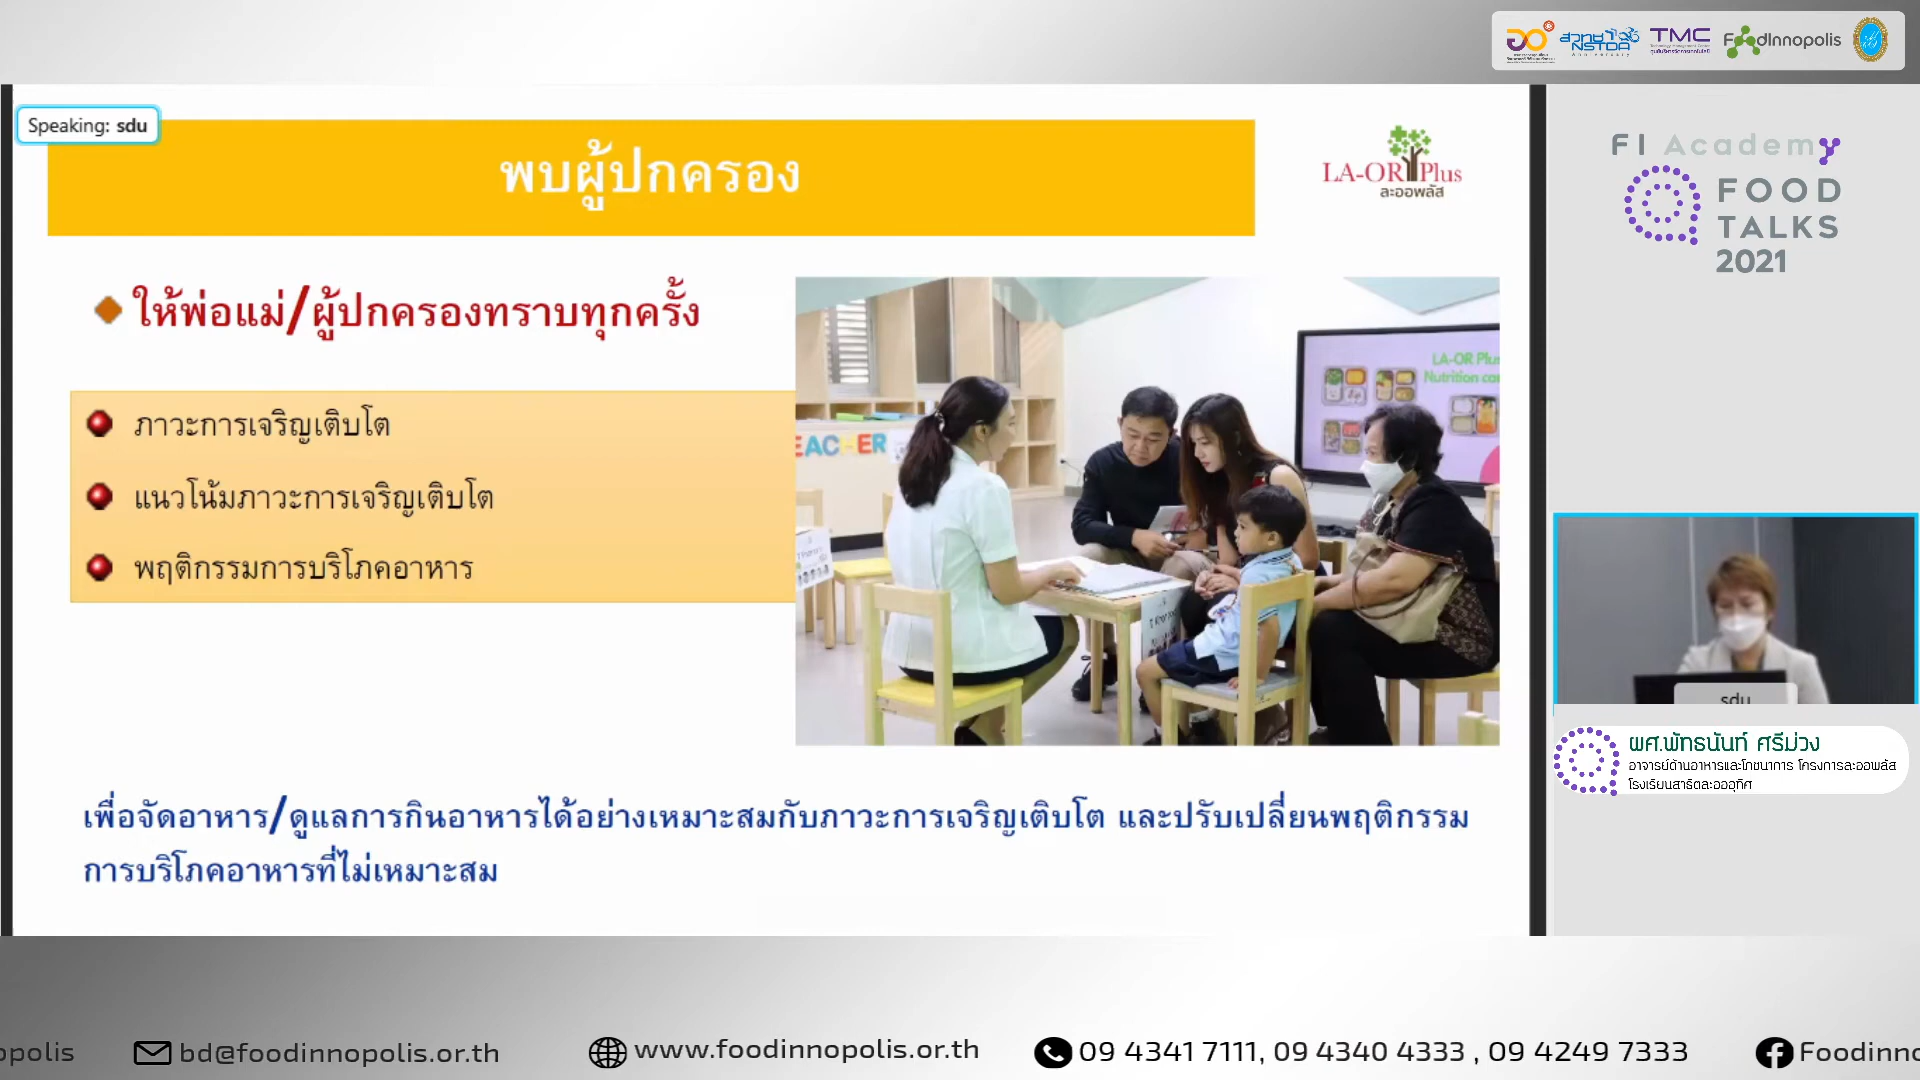 สวทช
NSTDA
Anniversary
TMC
FoodInnopolis
Speaking: sdu
พบผู้ปกครอง
LA-OR Plus
ละออพลัส
FI Academy
FOOD
TALKS
2021
ให้พ่อแม่/ผู้ปกครองทราบทุกครั้ง
ภาวะการเจริญเติบโต
แนวโน้มภาวะการเจริญเติบโต
พฤติกรรมการบริโภคอาหาร
EACHER
LA-OR Plus
Nutrition
sdu
ผศ.พัทธนันท์ ศรีม่วง
อาจารย์ด้านอาหารและโภชนาการ โครงการละออพลัส
โรงเรียนสาธิตละอออุทิศ
เพื่อจัดอาหาร/ดูแลการกินอาหารได้อย่างเหมาะสมกับภาวะการเจริญเติบโต และปรับเปลี่ยนพฤติกรรม
การบริโภคอาหารที่ไม่เหมาะสม
opolis
bd@foodinnopolis.or.th
www.foodinnopolis.or.th
09 4341 7111, 09 4340 4333 , 09 4249 7333
Foodinno